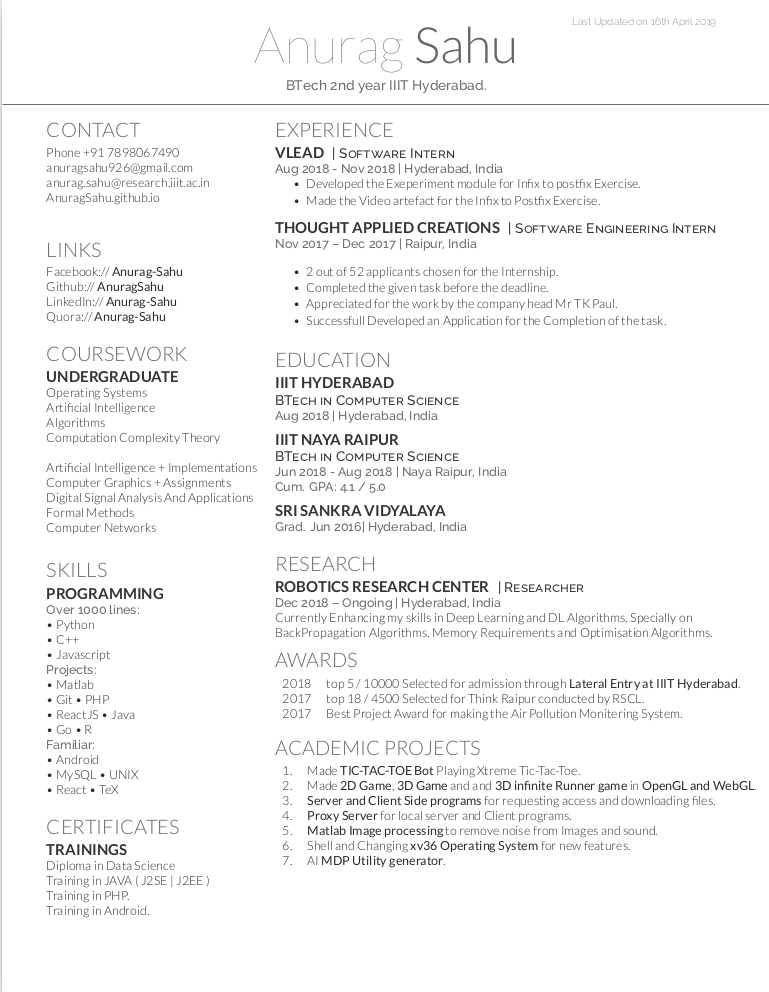 Last Updated on 16th April 2019
Anurag Sahu
BTech 2nd year IIIT Hyderabad.
CONTACT
Phone +91 7898067490
anuragsahu926@gmail.com
anurag.sahu@research.iiit.ac.in
AnuragSahu.github.io
LINKS
Facebook:// Anurag-Sahu
Github:// AnuragSahu
LinkedIn:// Anurag-Sahu
Quora:// Anurag-Sahu
COURSEWORK
UNDERGRADUATE
Operating Systems
Artificial Intelligence
Algorithms
Computation Complexity Theory
Artificial Intelligence + Implementations
Computer Graphics + Assignments
Digital Signal Analysis And Applications
Formal Methods
Computer Networks
SKILLS
PROGRAMMING
Over 1000 lines:
• Python
• C++
• Javascript
Projects:
• Matlab
• Git • PHP
• ReactJS • Java
• Go • R
Familiar:
• Android
• MySQL • UNIX
• React • TeX
CERTIFICATES
TRAININGS
Diploma in Data Science
Training in JAVA ( J2SE | J2EE )
Training in PHP.
Training in Android.
EXPERIENCE
VLEAD | Software Intern
Aug 2018 - Nov 2018 | Hyderabad, India
• Developed the Exeperiment module for Infix to postfix Exercise.
• Made the Video artefact for the Infix to Postfix Exercise.
THOUGHT APPLIED CREATIONS | Software Engineering Intern
Nov 2017 – Dec 2017 | Raipur, India
• 2 out of 52 applicants chosen for the Internship.
• Completed the given task before the deadline.
• Appreciated for the work by the company head Mr T K Paul.
• Successfull Developed an Application for the Completion of the task.
EDUCATION
IIIT HYDERABAD
BTech in Computer Science
Aug 2018 | Hyderabad, India
IIIT NAYA RAIPUR
BTech in Computer Science
Jun 2018 - Aug 2018 | Naya Raipur, India
Cum. GPA: 4.1 / 5.0
SRI SANKRA VIDYALAYA
Grad. Jun 2016| Hyderabad, India
RESEARCH
ROBOTICS RESEARCH CENTER | Researcher
Dec 2018 – Ongoing | Hyderabad, India
Currently Enhancing my skills in Deep Learning and DL Algorithms, Specially on
BackPropagation Algorithms, Memory Requirements and Optimisation Algorithms.
AWARDS
2018 top 5 / 10000 Selected for admission through Lateral Entry at IIIT Hyderabad.
2017 top 18 / 4500 Selected for Think Raipur conducted by RSCL.
2017 Best Project Award for making the Air Pollution Monitering System.
ACADEMIC PROJECTS
1. Made TIC-TAC-TOE Bot Playing Xtreme Tic-Tac-Toe.
2. Made 2D Game, 3D Game and and 3D infinite Runner game in OpenGL and WebGL.
3. Server and Client Side programs for requesting access and downloading files.
4. Proxy Server for local server and Client programs.
5. Matlab Image processing to remove noise from Images and sound.
6. Shell and Changing xv36 Operating System for new features.
7. AI MDP Utility generator.